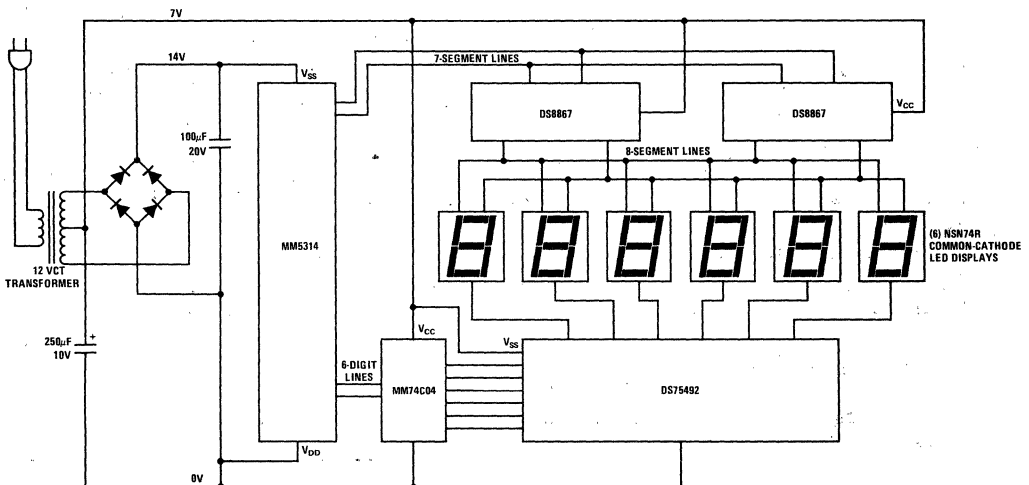 7V
14V
VSS
7-SEGMENT LINES
DS8867
DS8867
VCC
100µF
20V
8-SEGMENT LINES
MM5314
(6) NSN74R
COMMON-CATHODE
LED DISPLAYS
12 VCT
TRANSFORMER
250µF
10V
+
6-DIGIT
LINES
VCC
MM74C04
VSS
DS75492
VDD
0V